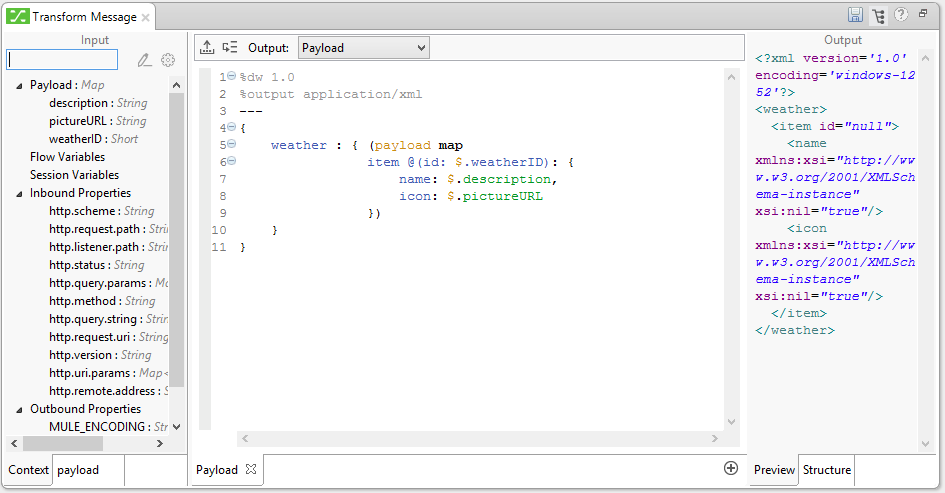 Transform Message
Input
Payload : Map
description : String
pictureURL : String
weatherID : Short
Flow Variables
Session Variables
Inbound Properties
http.scheme : String
http.request.path : Strin
http.listener.path : Strin
http.status : String
http.query.params : Ma
http.method : String
http.query.string : Strin
http.request.uri : String
http.version : String
http.uri.params : Map<
http.remote.address : S
Outbound Properties
MULE_ENCODING : Str
Context payload
Output: Payload
1 %dw 1.0
2 %output application/xml
3 ---
4 {
5 weather : { (payload map
6 item @(id: $.weatherID): {
7 name: $.description,
8 icon: $.pictureURL
9 })
10 }
11 }
Payload
Output
<?xml version='1.0'
encoding='windows-12
52'?>
<weather>
<item id="null">
<name
xmlns:xsi="http://ww
w.w3.org/2001/XMLSch
ema-instance"
xsi:nil="true"/>
<icon
xmlns:xsi="http://ww
w.w3.org/2001/XMLSch
ema-instance"
xsi:nil="true"/>
</item>
</weather>
Preview Structure